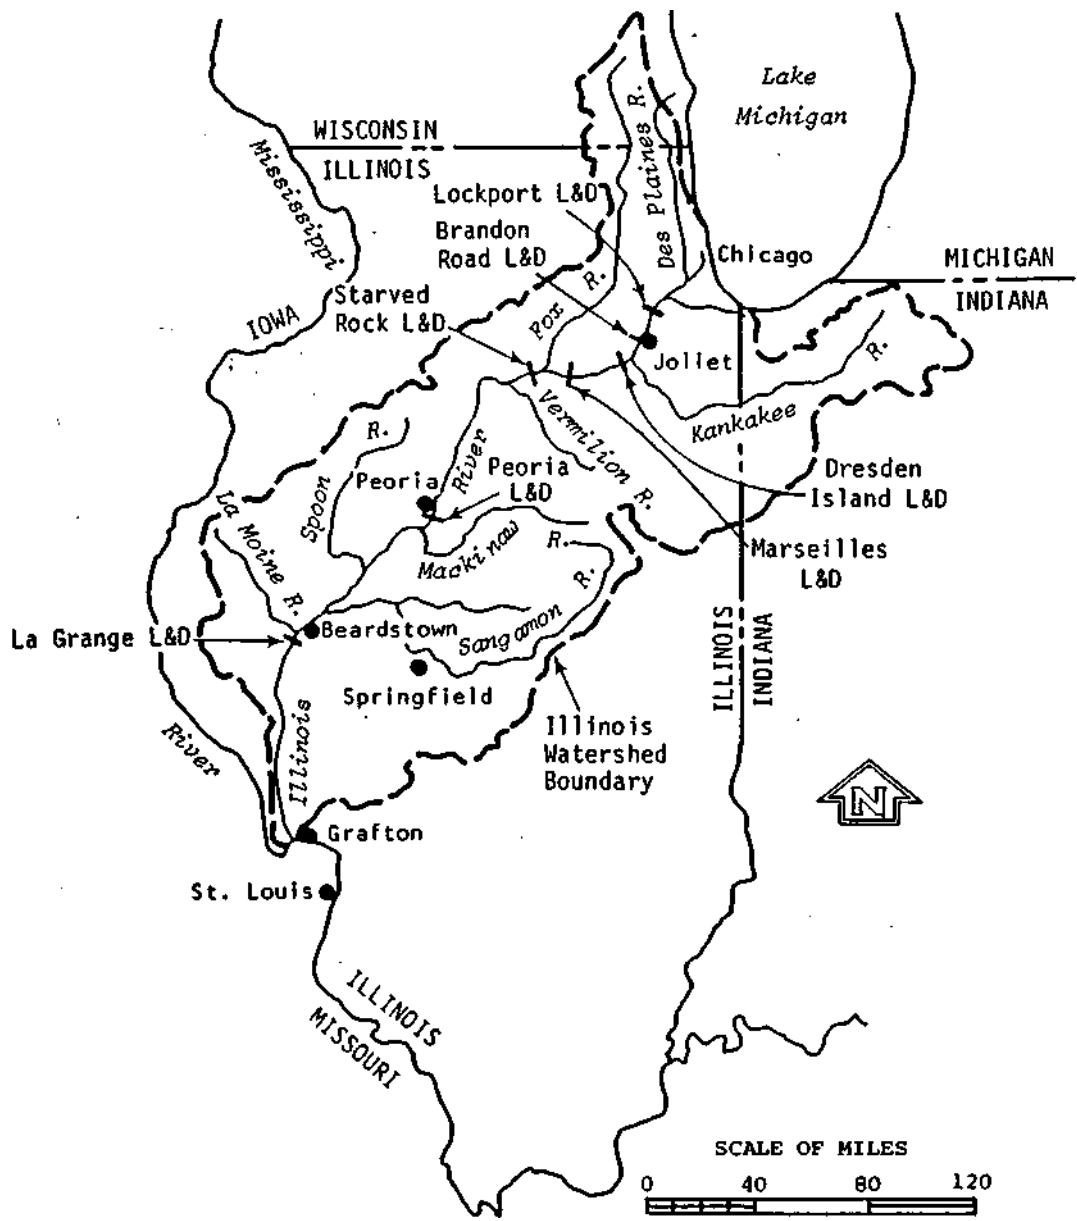 Lake
Michigan
WISCONSIN
ILLINOIS
Mississippi
Des Plaines R.
Lockport L&D
Brandon
Road L&D
Chicago
MICHIGAN
INDIANA
Starved
Rock L&D
IOWA
Fox R.
Joliet
Kankakee R.
Vermilion R.
Spoon R.
River
Peoria
Peoria
L&D
Dresden
Island L&D
La Moine R.
Mackinaw R.
Marseilles
L&D
La Grange L&D
Beardstown
Sangamon R.
Springfield
ILLINOIS
INDIANA
Illinois
Watershed
Boundary
River
Illinois
N
Grafton
St. Louis
ILLINOIS
MISSOURI
SCALE OF MILES
0 40 80 120